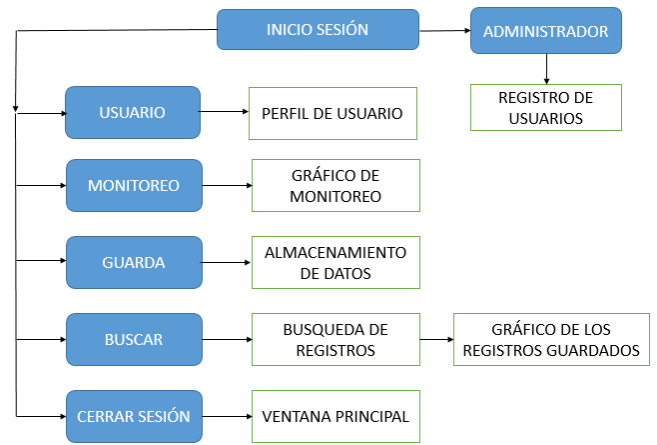 INICIO SESIÓN
ADMINISTRADOR
REGISTRO DE
USUARIOS
USUARIO
PERFIL DE USUARIO
MONITOREO
GRÁFICO DE
MONITOREO
GUARDA
ALMACENAMIENTO
DE DATOS
BUSCAR
BUSQUEDA DE
REGISTROS
GRÁFICO DE LOS
REGISTROS GUARDADOS
CERRAR SESIÓN
VENTANA PRINCIPAL